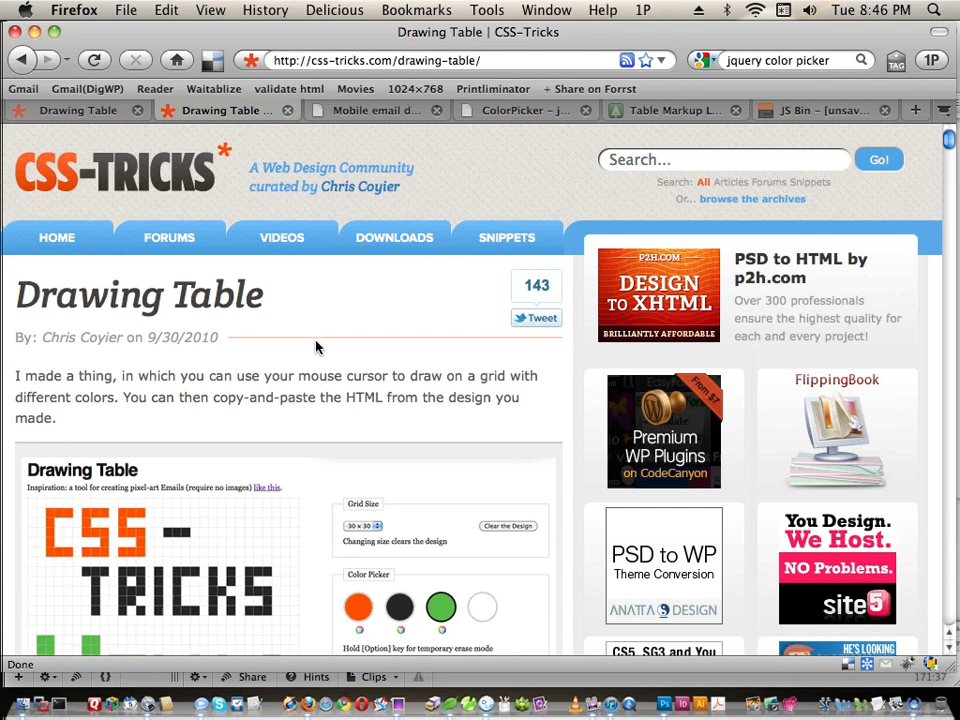 Firefox File Edit View History Delicious Bookmarks Tools Window Help 1P Tue 8:46 PM
Drawing Table | CSS-Tricks
http://css-tricks.com/drawing-table/ jquery color picker TAG 1P
Gmail Gmail(DigWP) Reader Waitablize validate html Movies 1024×768 Printliminator + Share on Forrst
Drawing Table Drawing Table ... Mobile email d... ColorPicker - j... Table Markup L... JS Bin - [unsav...
CSS-TRICKS*
A Web Design Community
curated by Chris Coyier
Search... Go!
Search: All Articles Forums Snippets
Or... browse the archives
HOME FORUMS VIDEOS DOWNLOADS SNIPPETS
Drawing Table
143
Tweet
By: Chris Coyier on 9/30/2010
I made a thing, in which you can use your mouse cursor to draw on a grid with
different colors. You can then copy-and-paste the HTML from the design you
made.
Drawing Table
Inspiration: a tool for creating pixel-art Emails (require no images) like this.
CSS-
TRICKS
Grid Size
30 x 30
Clear the Design
Changing size clears the design
Color Picker
Hold [Option] key for temporary erase mode
P2H.COM
DESIGN
TO XHTML
BRILLIANTLY AFFORDABLE
PSD to HTML by
p2h.com
Over 300 professionals
ensure the highest quality for
each and every project!
From $7
Premium
WP Plugins
on CodeCanyon
FlippingBook
PSD to WP
Theme Conversion
ANATTA DESIGN
You Design.
We Host.
NO Problems.
site5
CS5, SG3 and You
HE'S LOOKING
Done
Share Hints Clips 171:37